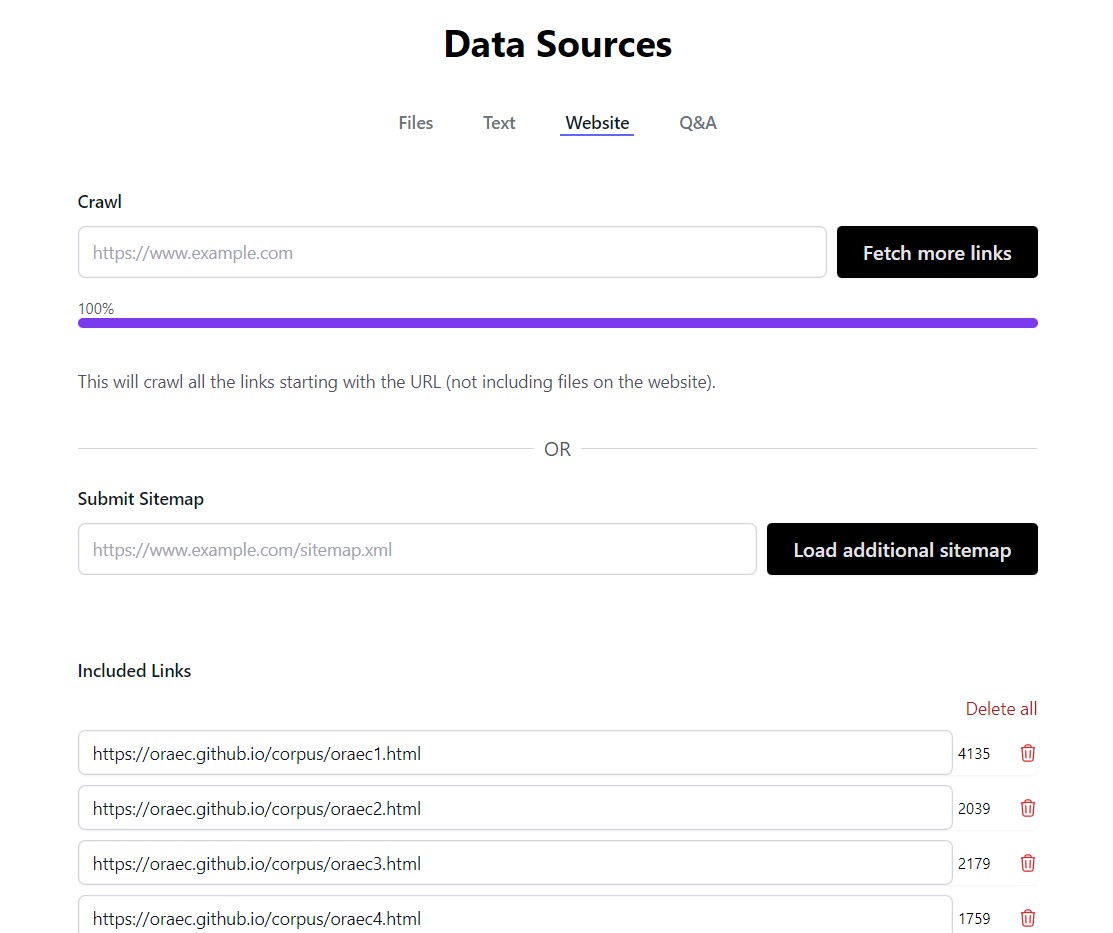 Data Sources
Files Text Website Q&A
Crawl
https://www.example.com Fetch more links
100%
This will crawl all the links starting with the URL (not including files on the website).
OR
Submit Sitemap
https://www.example.com/sitemap.xml Load additional sitemap
Included Links
Delete all
https://oraec.github.io/corpus/oraec1.html 4135
https://oraec.github.io/corpus/oraec2.html 2039
https://oraec.github.io/corpus/oraec3.html 2179
https://oraec.github.io/corpus/oraec4.html 1759